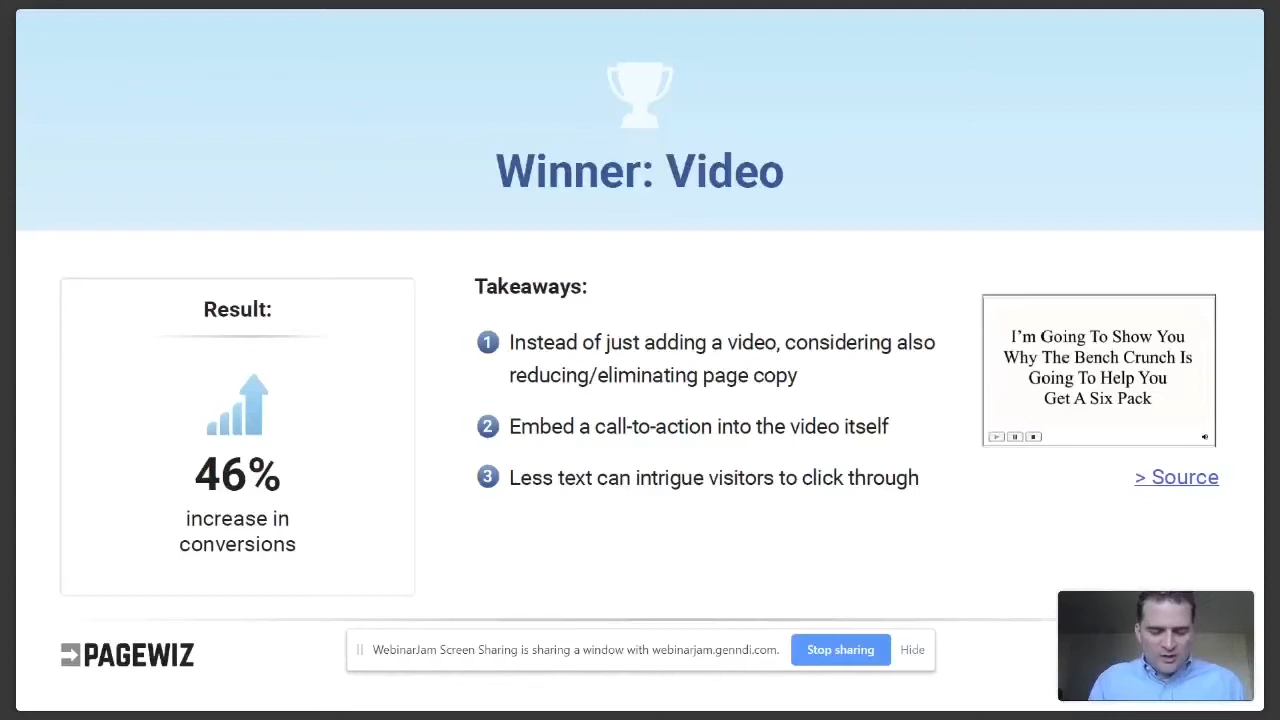 Winner: Video
Result:
46%
increase in
conversions
Takeaways:
1 Instead of just adding a video, considering also
reducing/eliminating page copy
2 Embed a call-to-action into the video itself
3 Less text can intrigue visitors to click through
I'm Going To Show You
Why The Bench Crunch Is
Going To Help You
Get A Six Pack
> Source
PAGEWIZ
WebinarJam Screen Sharing is sharing a window with webinarjam.genndi.com.
Stop sharing
Hide